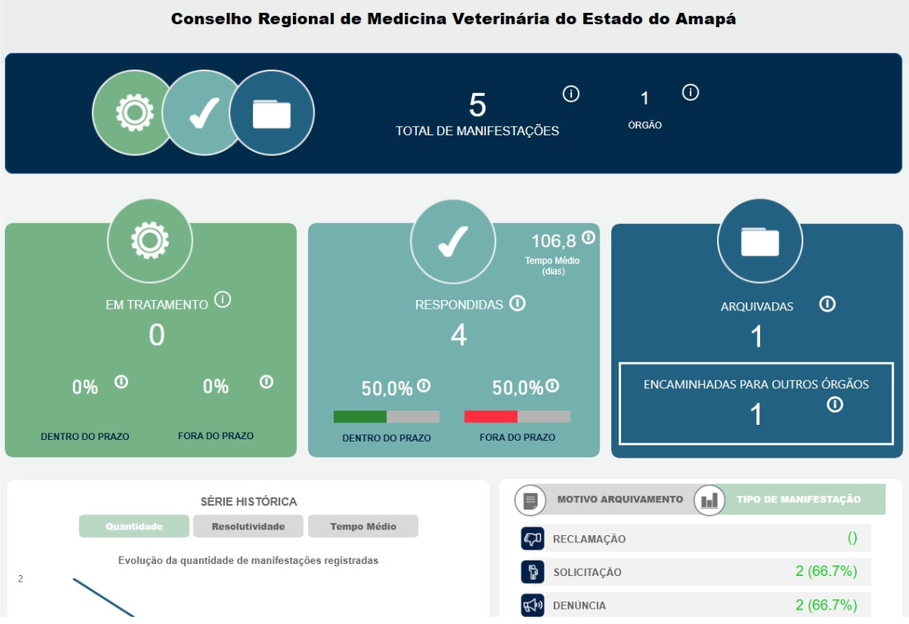 Conselho Regional de Medicina Veterinária do Estado do Amapá
5
TOTAL DE MANIFESTAÇÕES
1
ÓRGÃO
EM TRATAMENTO
0
0%
0%
DENTRO DO PRAZO
FORA DO PRAZO
106,8
Tempo Médio
(dias)
RESPONDIDAS
4
50,0%
50,0%
DENTRO DO PRAZO
FORA DO PRAZO
ARQUIVADAS
1
ENCAMINHADAS PARA OUTROS ÓRGÃOS
1
SÉRIE HISTÓRICA
Quantidade
Resolutividade
Tempo Médio
Evolução da quantidade de manifestações registradas
2
MOTIVO ARQUIVAMENTO
TIPO DE MANIFESTAÇÃO
RECLAMAÇÃO ()
SOLICITAÇÃO 2 (66.7%)
DENÚNCIA 2 (66.7%)